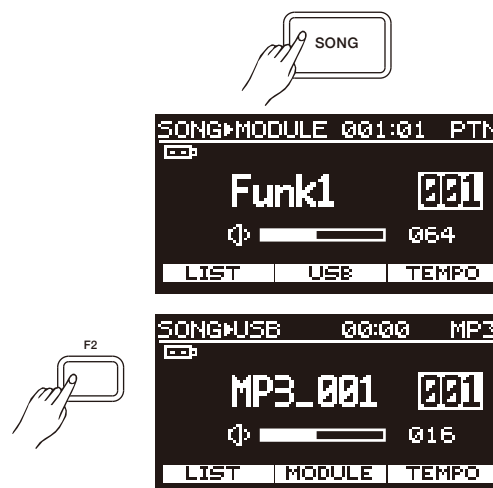 SONG
SONG▸MODULE 001:01 PTN
Funk1 001
064
LIST USB TEMPO
F2
SONG▸USB 00:00 MP3
MP3_001 001
016
LIST MODULE TEMPO